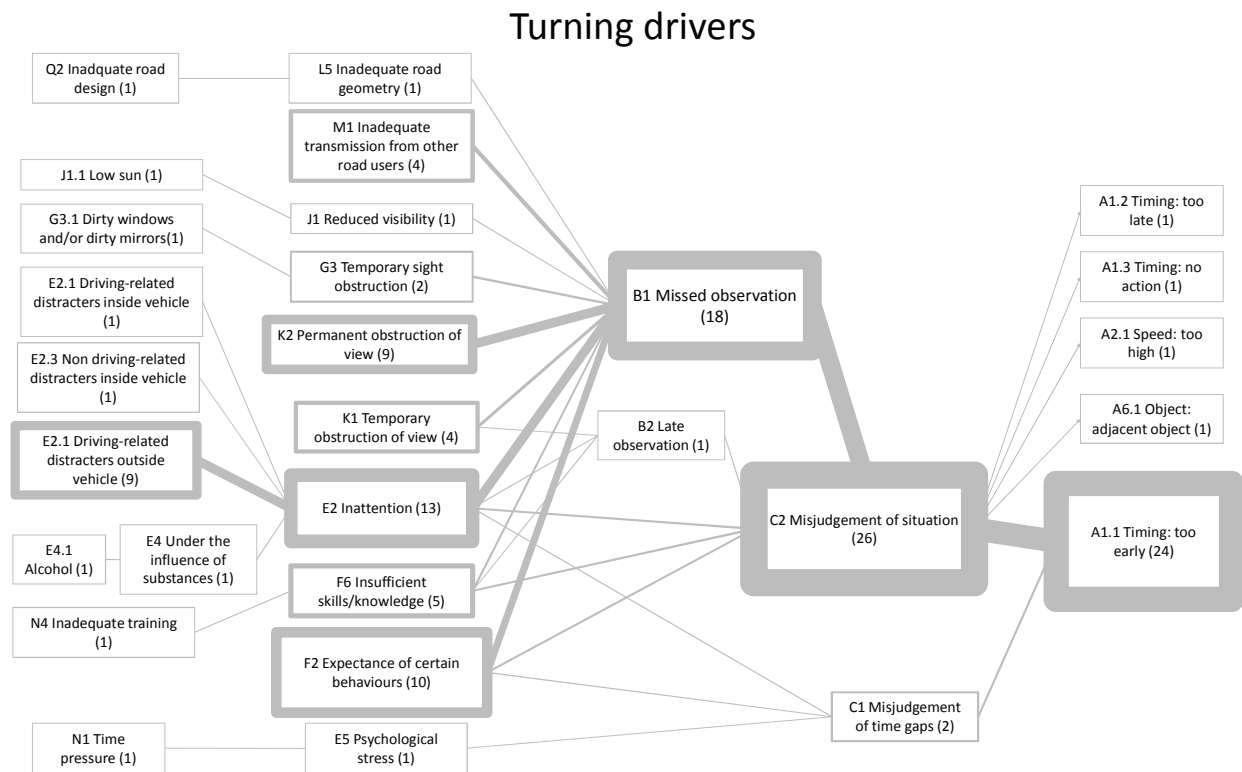 Turning drivers
Q2 Inadquate road
design (1)
L5 Inadequate road
geometry (1)
M1 Inadequate
transmission from other
road users (4)
J1.1 Low sun (1)
J1 Reduced visibility (1)
G3.1 Dirty windows
and/or dirty mirrors(1)
G3 Temporary sight
obstruction (2)
E2.1 Driving-related
distracters inside vehicle
(1)
K2 Permanent obstruction of
view (9)
E2.3 Non driving-related
distracters inside vehicle
(1)
K1 Temporary
obstruction of view (4)
E2.1 Driving-related
distracters outside
vehicle (9)
E2 Inattention (13)
E4.1
Alcohol (1)
E4 Under the
influence of
substances (1)
F6 Insufficient
skills/knowledge (5)
N4 Inadequate training
(1)
F2 Expectance of certain
behaviours (10)
N1 Time
pressure (1)
E5 Psychological
stress (1)
B1 Missed observation
(18)
B2 Late
observation (1)
C2 Misjudgement of situation
(26)
C1 Misjudgement
of time gaps (2)
A1.2 Timing: too
late (1)
A1.3 Timing: no
action (1)
A2.1 Speed: too
high (1)
A6.1 Object:
adjacent object (1)
A1.1 Timing: too
early (24)